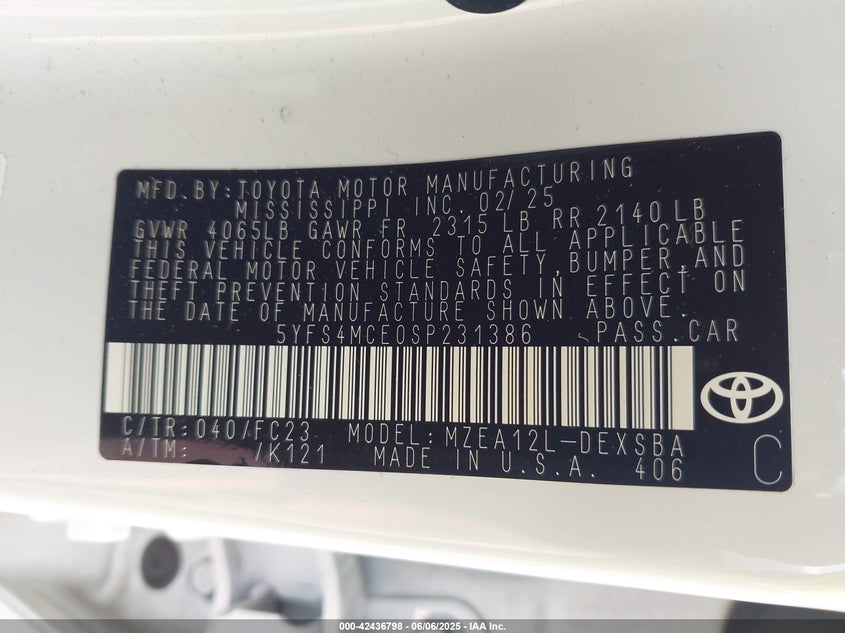 MFD.BY:TOYOTA MOTOR MANUFACTURING
MISSISSIPPI INC. 02/25
GVWR 4065LB GAWR FR 2315 LB RR 2140 LB
THIS VEHICLE CONFORMS TO ALL APPLICABLE
FEDERAL MOTOR VEHICLE SAFETY,BUMPER,AND
THEFT PREVENTION STANDARDS IN EFFECT ON
THE DATE OF MANUFACTURE SHOWN ABOVE.
5YFS4MCE0SP231386 PASS.CAR
C/TR:040/FC23 MODEL:MZEA12L-DEXSBA
A/TM: /K121 MADE IN U.S.A. 406
C
000-42436798 - 06/06/2025 - IAA Inc.